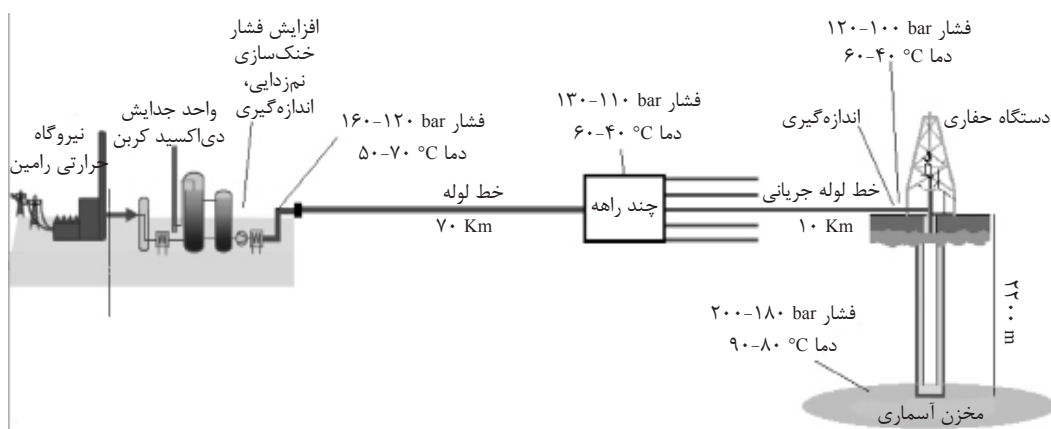 افزایش فشار
خنک‌سازی
نم‌زدایی،
اندازه‌گیری
واحد جدایش
دی‌اکسید کربن
نیروگاه
حرارتی رامین
فشار ۱۶۰-۱۲۰ bar
دما ۵۰-۷۰ °C
خط لوله
۷۰ Km
فشار ۱۳۰-۱۱۰ bar
دما ۶۰-۴۰ °C
چند راهه
خط لوله جریانی
۱۰ Km
فشار ۱۲۰-۱۰۰ bar
دما ۶۰-۴۰ °C
اندازه‌گیری
دستگاه حفاری
۲۲۰۰ m
فشار ۲۰۰-۱۸۰ bar
دما ۹۰-۸۰ °C
مخزن آسماری